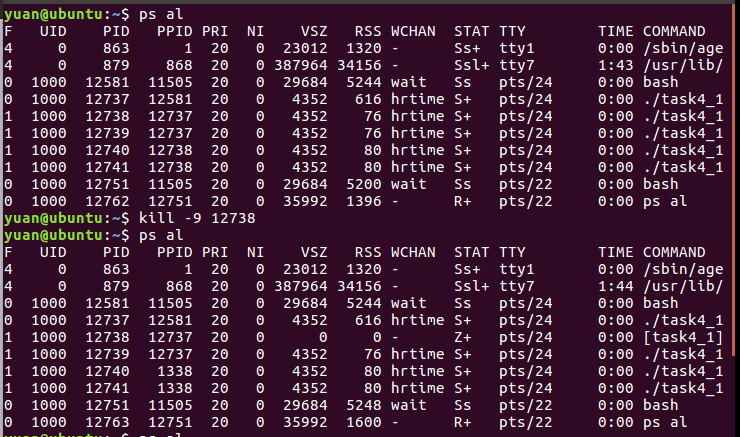 yuan@ubuntu:~$ ps al
F   UID   PID  PPID PRI  NI    VSZ   RSS WCHAN  STAT TTY        TIME COMMAND
4     0   863     1  20   0  23012  1320 -      Ss+  tty1       0:00 /sbin/age
4     0   879   868  20   0 387964 34156 -      Ssl+ tty7       1:43 /usr/lib/
0  1000 12581 11505  20   0  29684  5244 wait   Ss   pts/24     0:00 bash
0  1000 12737 12581  20   0   4352   616 hrtime S+   pts/24     0:00 ./task4_1
1  1000 12738 12737  20   0   4352    76 hrtime S+   pts/24     0:00 ./task4_1
1  1000 12739 12737  20   0   4352    76 hrtime S+   pts/24     0:00 ./task4_1
1  1000 12740 12738  20   0   4352    80 hrtime S+   pts/24     0:00 ./task4_1
1  1000 12741 12738  20   0   4352    80 hrtime S+   pts/24     0:00 ./task4_1
0  1000 12751 11505  20   0  29684  5200 wait   Ss   pts/22     0:00 bash
0  1000 12762 12751  20   0  35992  1396 -      R+   pts/22     0:00 ps al
yuan@ubuntu:~$ kill -9 12738
yuan@ubuntu:~$ ps al
F   UID   PID  PPID PRI  NI    VSZ   RSS WCHAN  STAT TTY        TIME COMMAND
4     0   863     1  20   0  23012  1320 -      Ss+  tty1       0:00 /sbin/age
4     0   879   868  20   0 387964 34156 -      Ssl+ tty7       1:44 /usr/lib/
0  1000 12581 11505  20   0  29684  5244 wait   Ss   pts/24     0:00 bash
0  1000 12737 12581  20   0   4352   616 hrtime S+   pts/24     0:00 ./task4_1
1  1000 12738 12737  20   0      0     0 -      Z+   pts/24     0:00 [task4_1]
1  1000 12739 12737  20   0   4352    76 hrtime S+   pts/24     0:00 ./task4_1
1  1000 12740  1338  20   0   4352    80 hrtime S+   pts/24     0:00 ./task4_1
1  1000 12741  1338  20   0   4352    80 hrtime S+   pts/24     0:00 ./task4_1
0  1000 12751 11505  20   0  29684  5248 wait   Ss   pts/22     0:00 bash
0  1000 12763 12751  20   0  35992  1600 -      R+   pts/22     0:00 ps al
yuan@ubuntu:~$ ps al